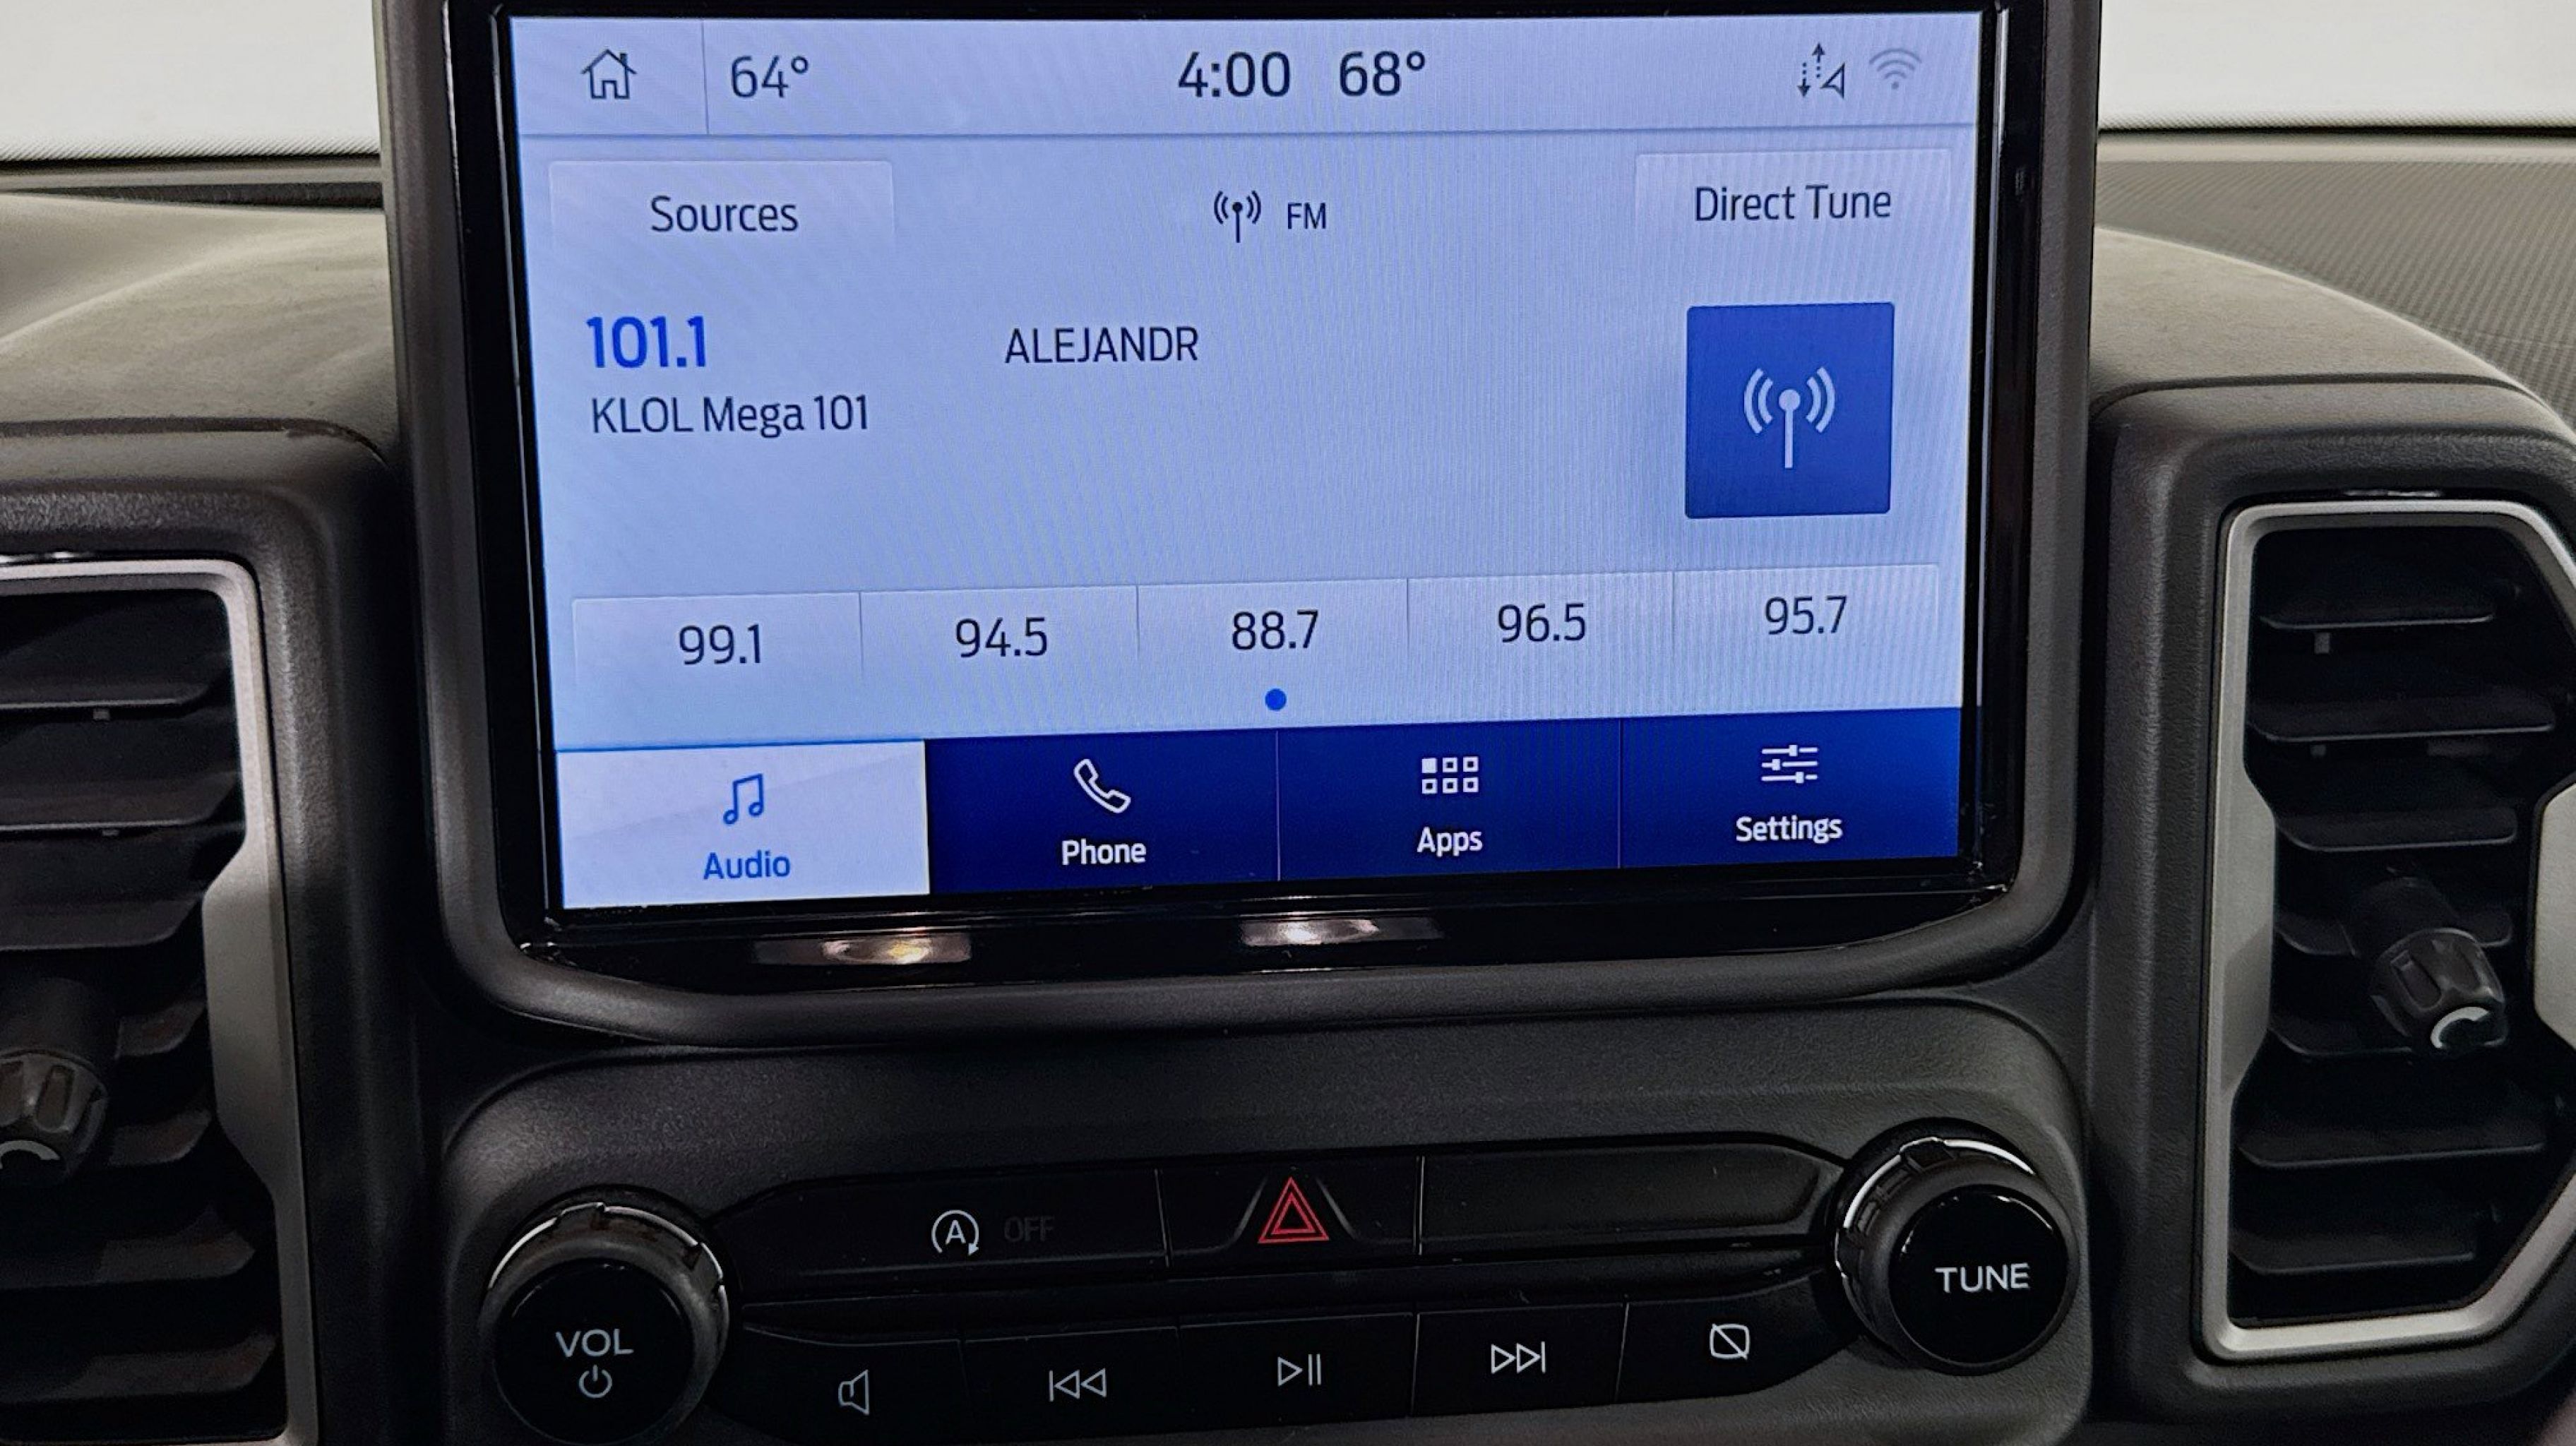 64° 4:00 68°
Sources FM Direct Tune
101.1 ALEJANDR
KLOL Mega 101
99.1 94.5 88.7 96.5 95.7
Audio Phone Apps Settings
A OFF
TUNE
VOL